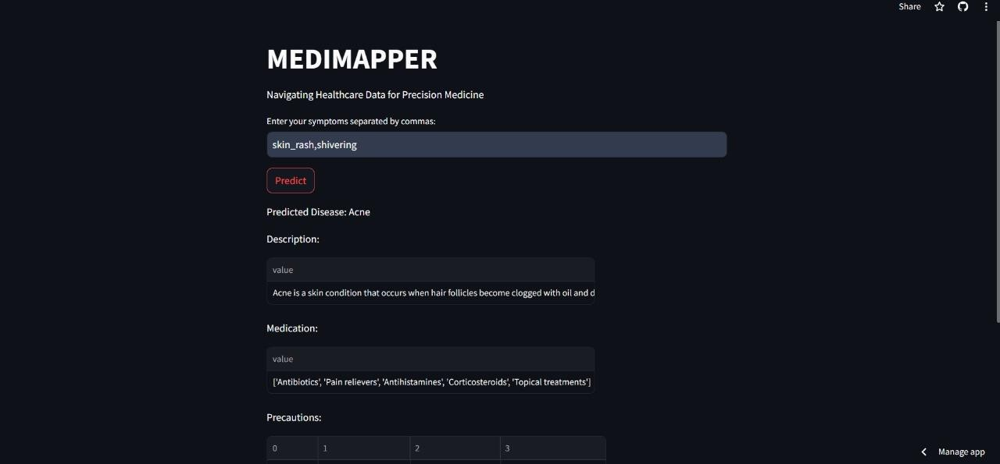 Share
MEDIMAPPER
Navigating Healthcare Data for Precision Medicine
Enter your symptoms separated by commas:
skin_rash,shivering
Predict
Predicted Disease: Acne
Description:
value
Acne is a skin condition that occurs when hair follicles become clogged with oil and d
Medication:
value
['Antibiotics', 'Pain relievers', 'Antihistamines', 'Corticosteroids', 'Topical treatments']
Precautions:
0 1 2 3
Manage app